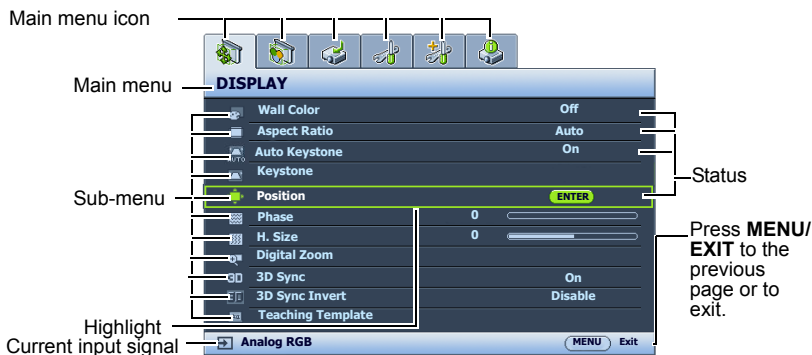 Main menu icon
Main menu
DISPLAY
Wall Color Off
Aspect Ratio Auto
AUTO
Auto Keystone On
Keystone
Status
Sub-menu
Position ENTER
Phase 0
H. Size 0
Press MENU/
EXIT to the
previous
page or to
exit.
Digital Zoom
3D
3D Sync On
3D Sync Invert Disable
Teaching Template
Highlight
Current input signal
Analog RGB MENU Exit